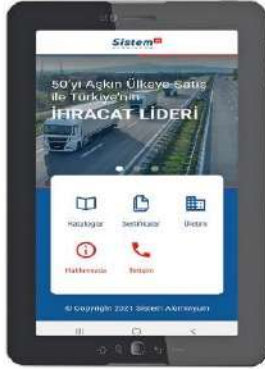 Sistem
50'yi Aşkın Ülkeye Satış
ile Türkiye'nin
İHRACAT LİDERİ
Kataloglar
Sertifikalar
Üretim
Hakkımızda
İletişim
© Copyright 2021 Sistem Alüminyum